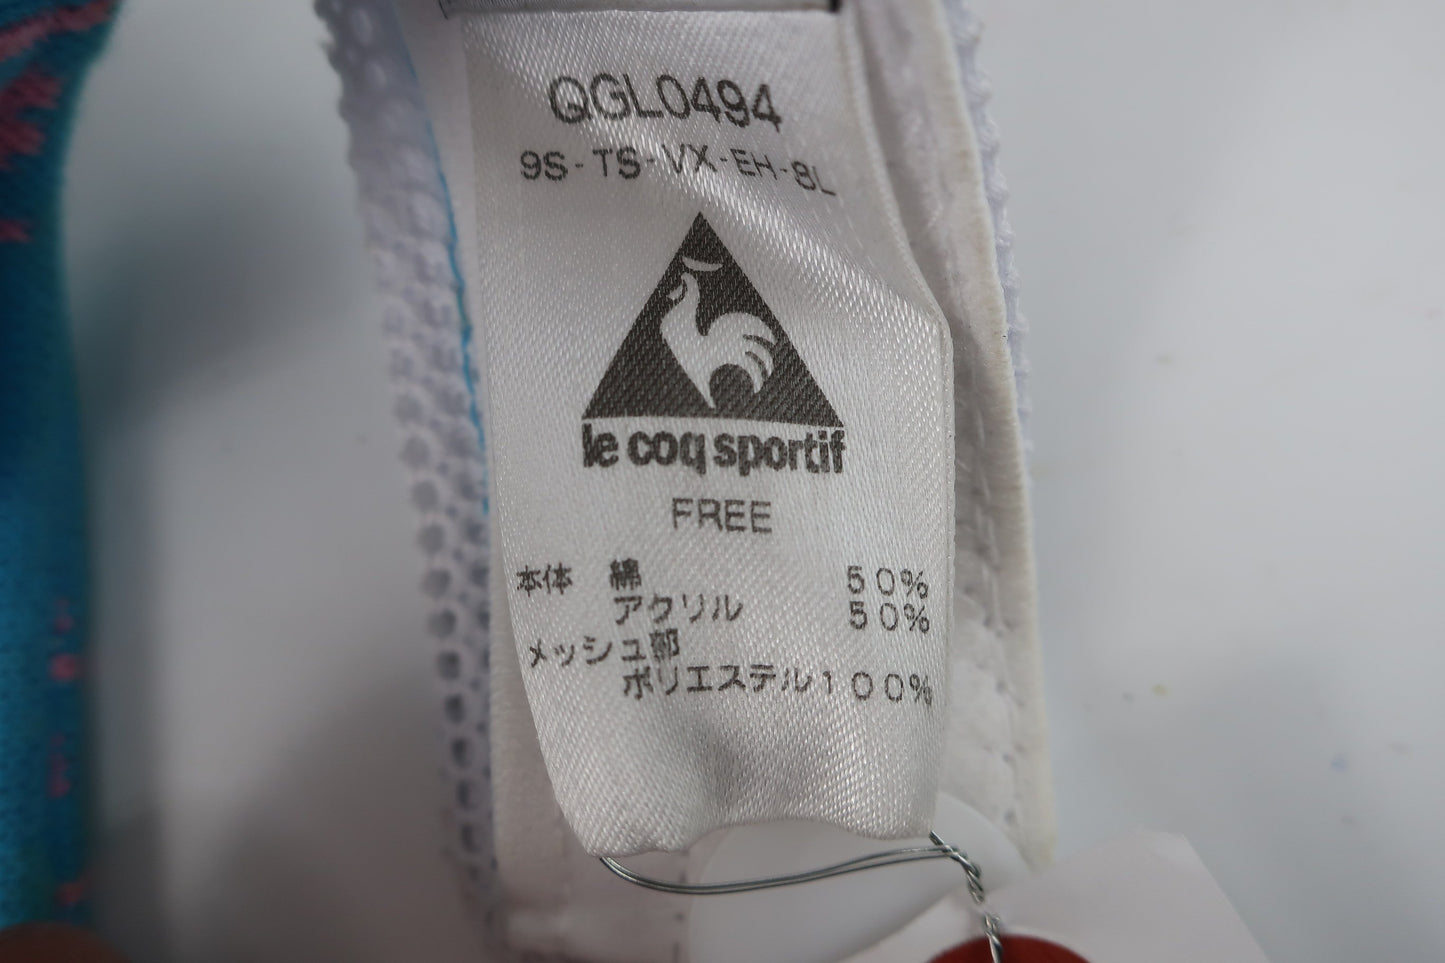 QGL0494
9S-TS-VX-EH-8L
le coq sportif
FREE
本体 綿 50%
アクリル 50%
メッシュ部
ポリエステル100%